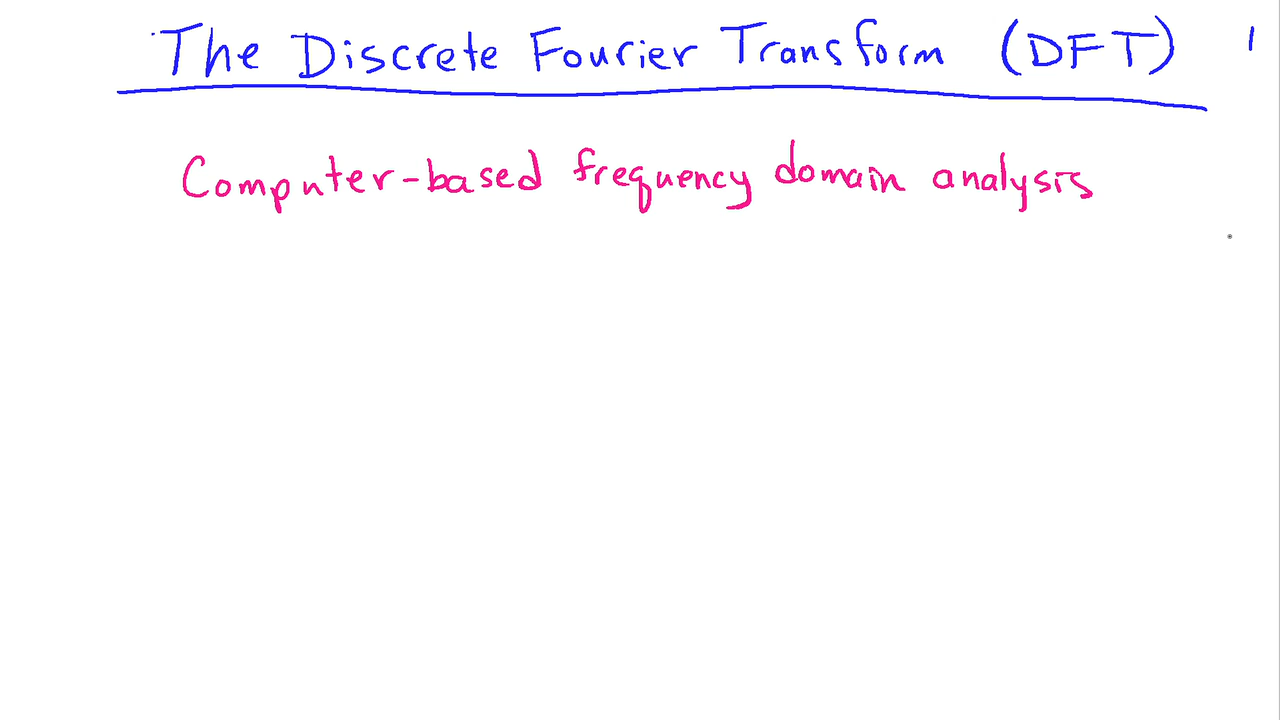 The Discrete Fourier Transform (DFT) 1
Computer-based frequency domain analysis